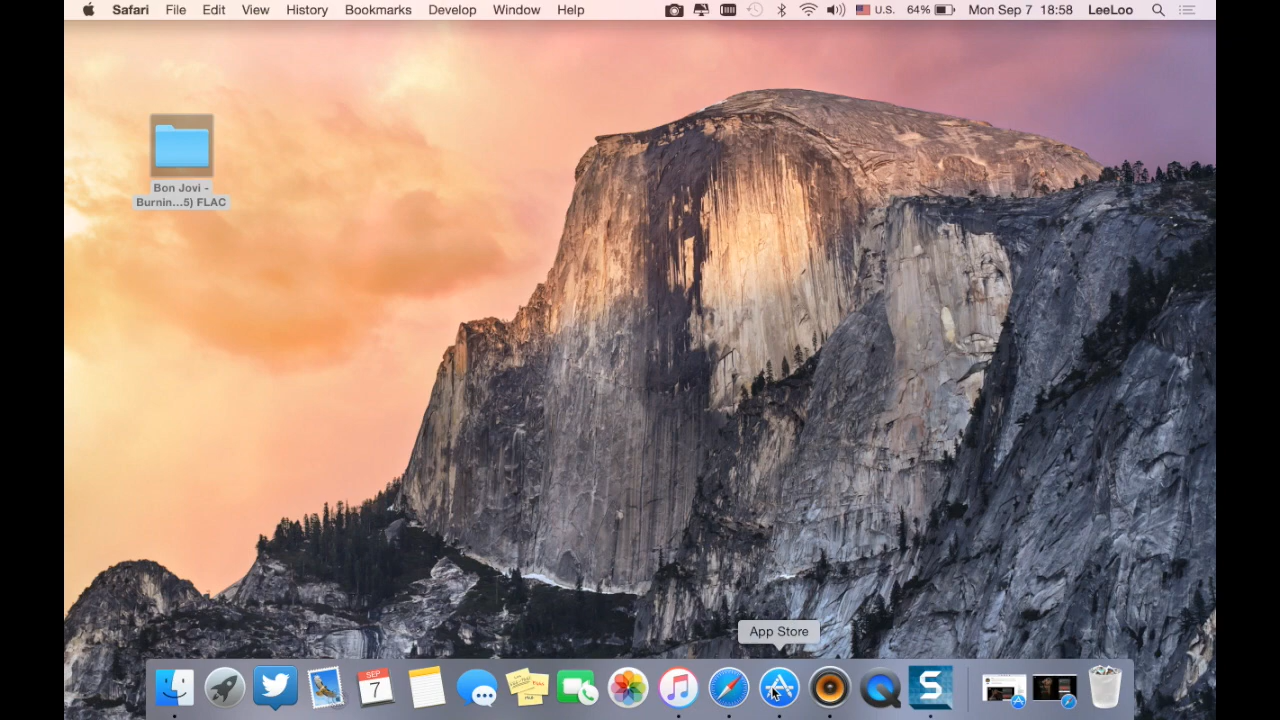 Safari File Edit View History Bookmarks Develop Window Help U.S. 64% Mon Sep 7 18:58 LeeLoo
Bon Jovi -
Burnin...5) FLAC
App Store
SEP
7
S